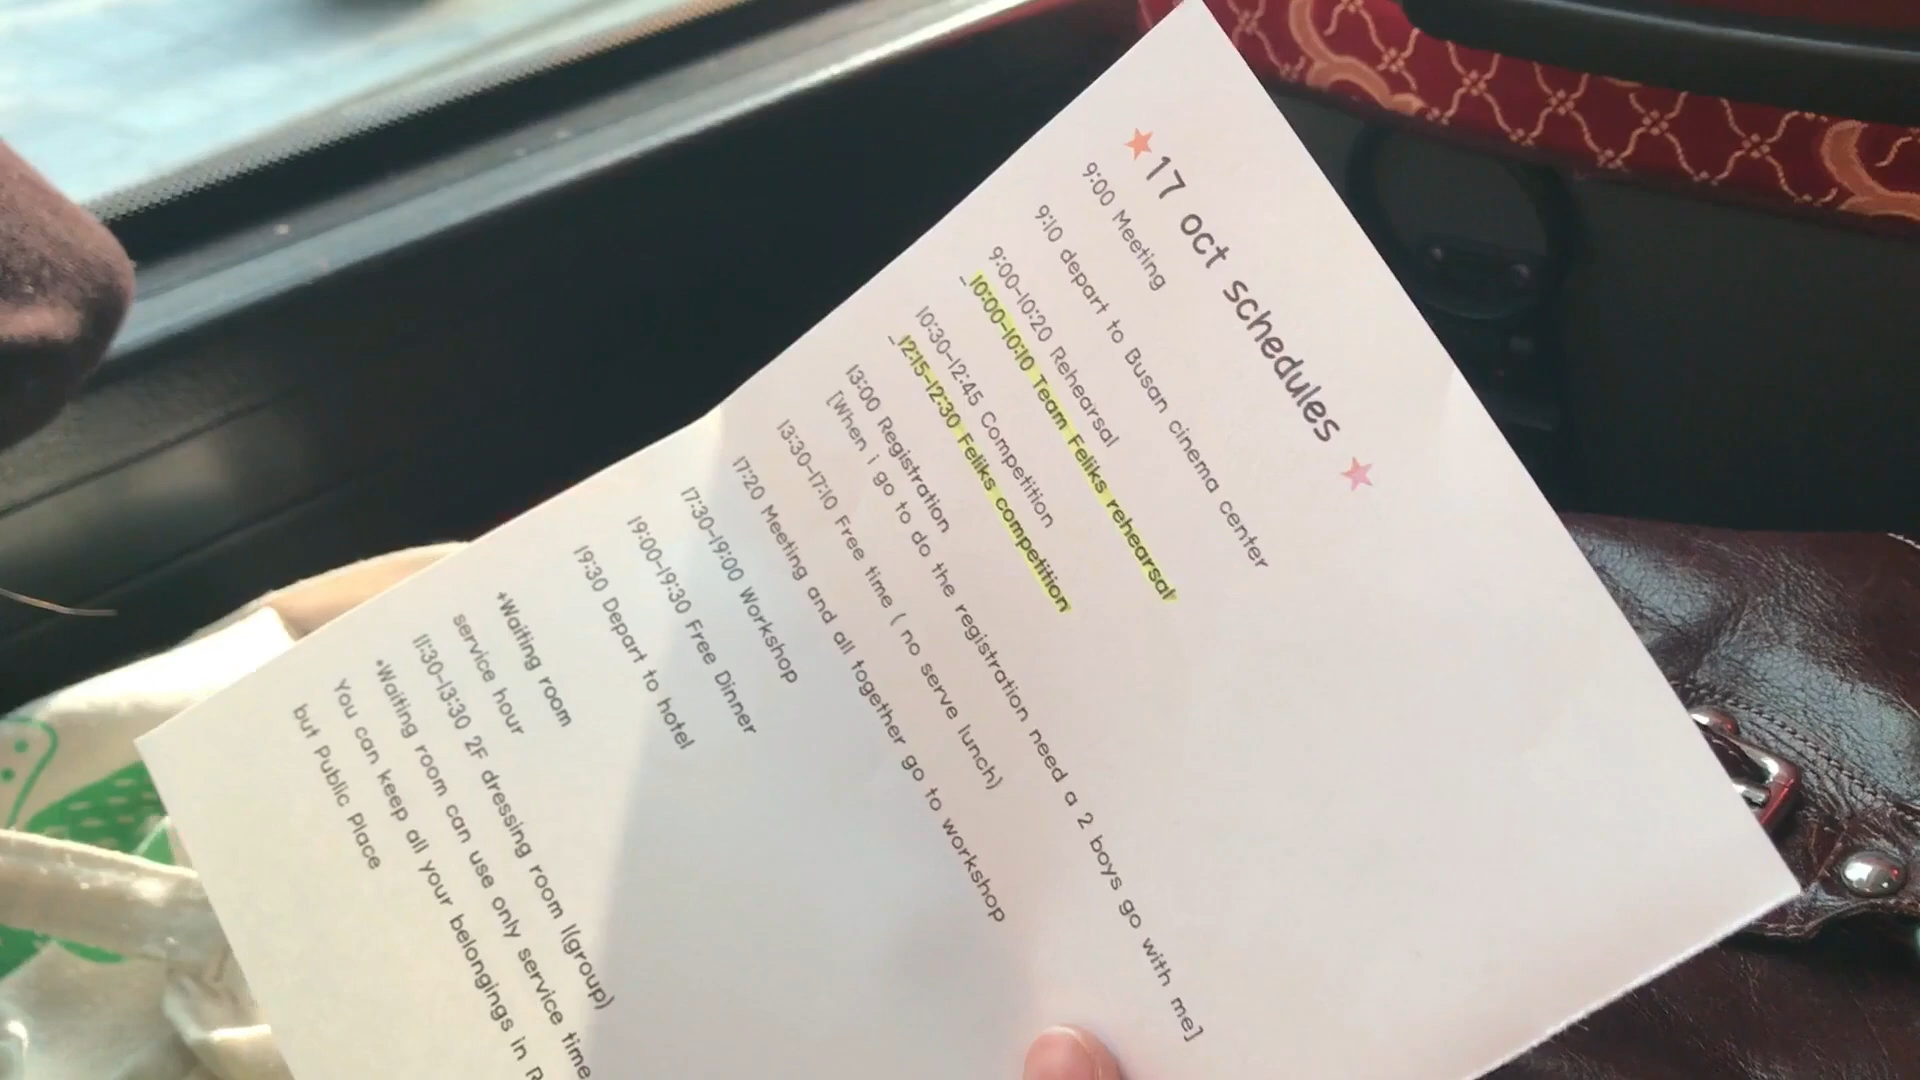 17 oct schedules
9:00 Meeting
9:10 depart to Busan cinema center
9:00-10:20 Rehearsal
_10:00-10:10 Team Feliks rehearsal
10:30-12:45 Competition
_12:15-12:30 Feliks competition
13:00 Registration
[When i go to do the registration need a 2 boys go with me]
13:30-17:10 Free time ( no serve lunch)
17:20 Meeting and all together go to workshop
17:30-19:00 Workshop
19:00-19:30 Free Dinner
19:30 Depart to hotel
+Waiting room
service hour
11:30-13:30 2F dressing room 1(group)
*Waiting room can use only service time
You can keep all your belongings in
but Public Place